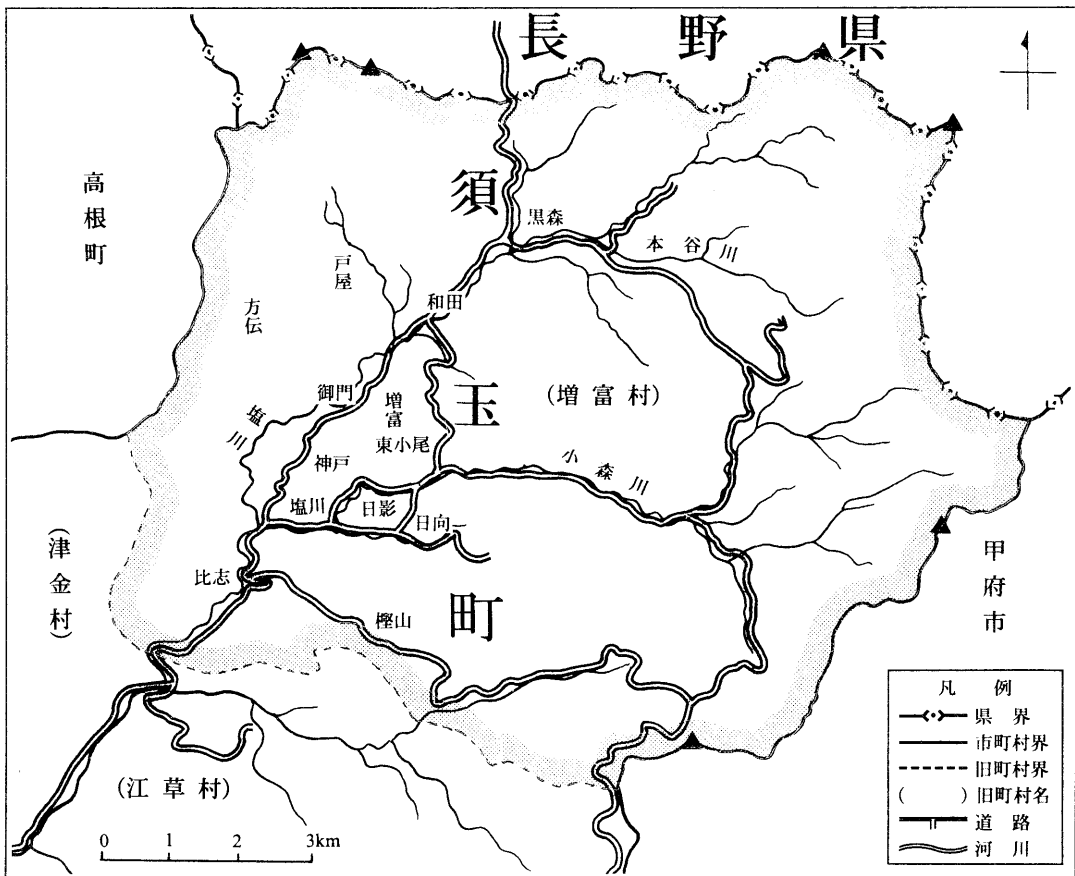 長野県
須玉町
高根町
(津金村)
(江草村)
(増富村)
甲府市
黒森
本谷川
戸屋
方伝
和田
御門
塩川
増富
東小尾
神戸
小森川
塩川
日影
日向
比志
樫山
0 1 2 3km
凡例
県界
市町村界
旧町村界
( ) 旧町村名
道路
河川